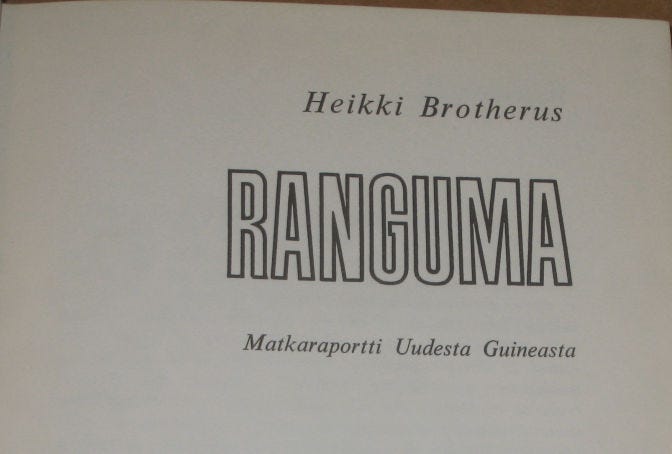 Heikki Brotherus
RANGUMA
Matkaraportti Uudesta Guineasta